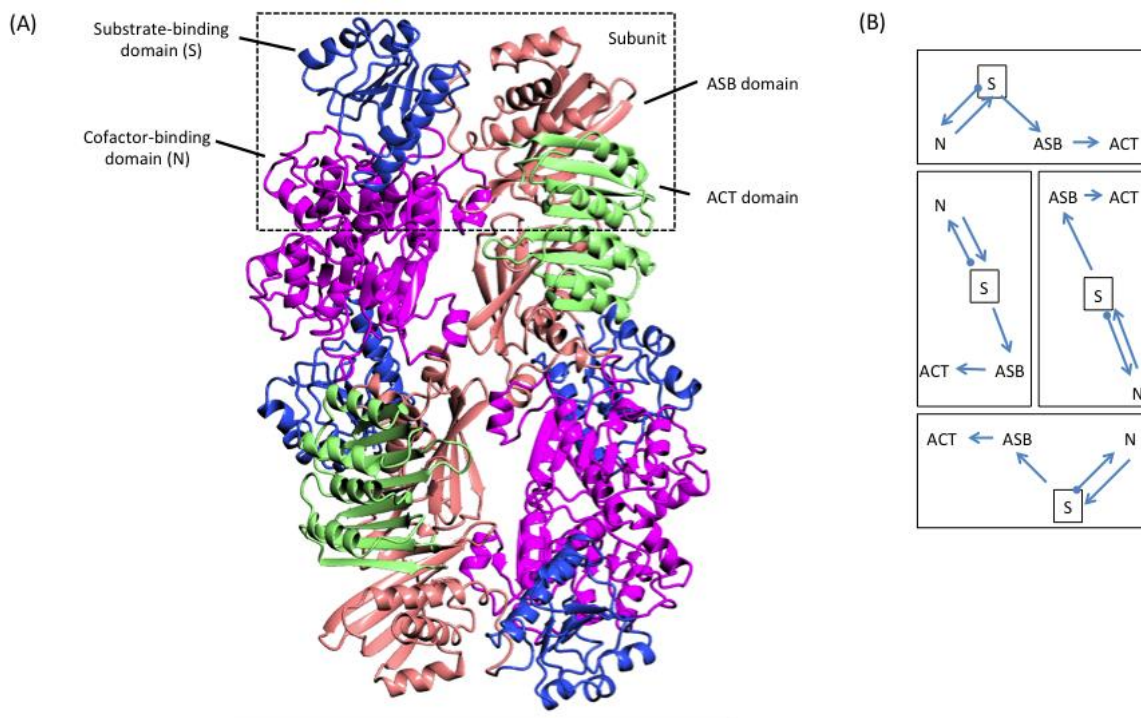 (A)
Substrate-binding
domain (S)
Subunit
ASB domain
Cofactor-binding
domain (N)
ACT domain
(B)
S
N
ASB
ACT
N
S
ACT
ASB
ASB
ACT
S
N
ACT
ASB
N
S